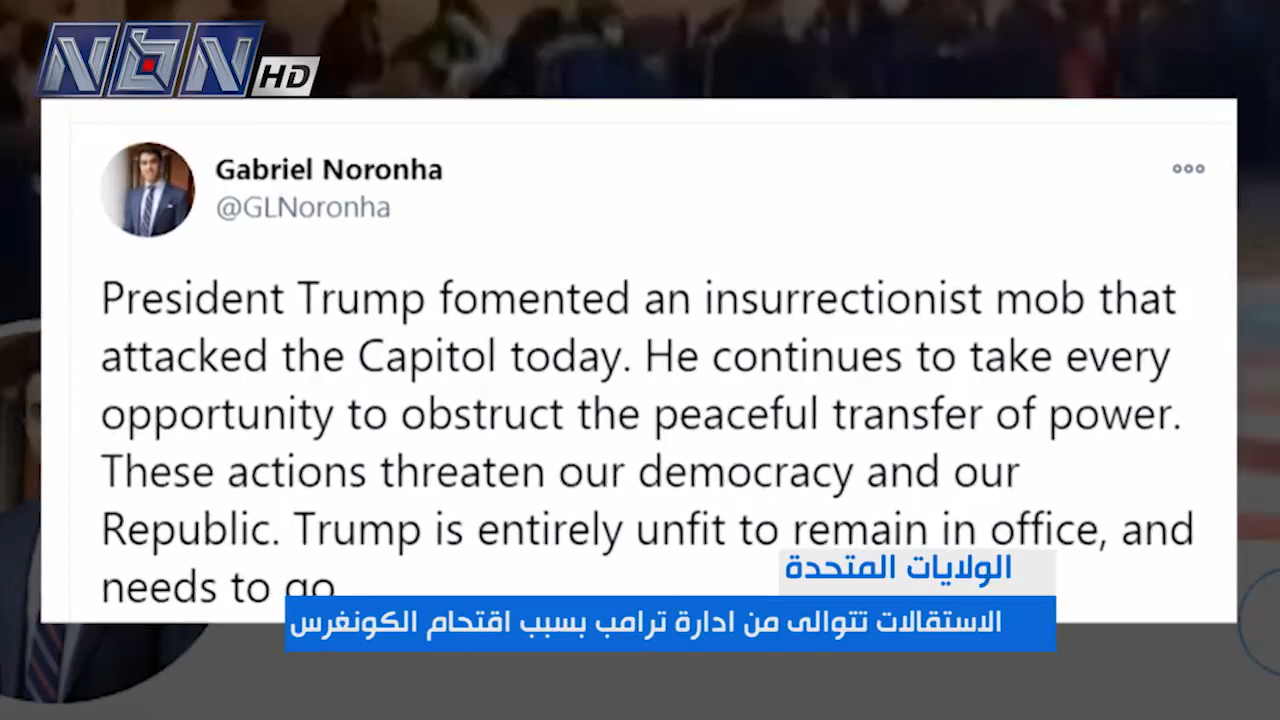 NBN HD
Gabriel Noronha
@GLNoronha
President Trump fomented an insurrectionist mob that
attacked the Capitol today. He continues to take every
opportunity to obstruct the peaceful transfer of power.
These actions threaten our democracy and our
Republic. Trump is entirely unfit to remain in office, and
needs to go
الولايات المتحدة
الاستقالات تتوالى من ادارة ترامب بسبب اقتحام الكونغرس